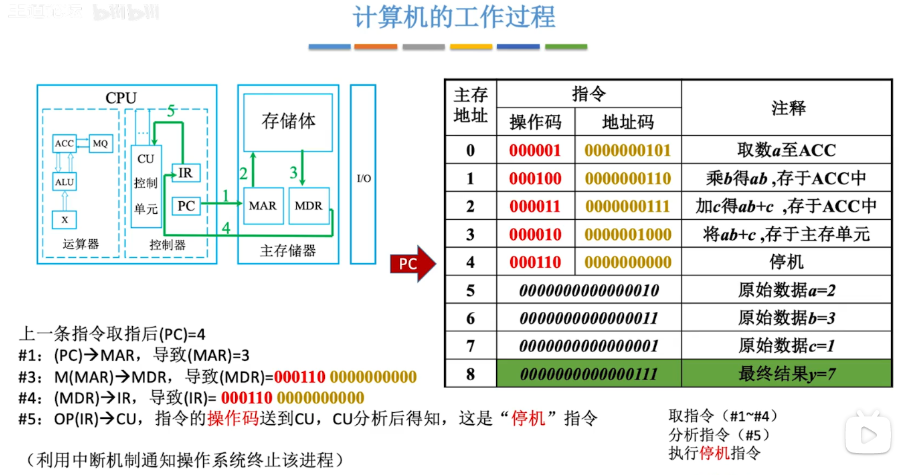 计算机的工作过程
CPU
ACC
MQ
ALU
X
运算器
5
CU
控制
单元
IR
PC
控制器
1
4
存储体
2
3
MAR
MDR
主存储器
I/O
PC
主存地址 指令 注释
操作码 地址码
0 000001 0000000101 取数a至ACC
1 000100 0000000110 乘b得ab ,存于ACC中
2 000011 0000000111 加c得ab+c ,存于ACC中
3 000010 0000001000 将ab+c ,存于主存单元
4 000110 0000000000 停机
5 0000000000000010 原始数据a=2
6 0000000000000011 原始数据b=3
7 0000000000000001 原始数据c=1
8 0000000000000111 最终结果y=7
上一条指令取指后(PC)=4
#1：(PC)→MAR，导致(MAR)=3
#3：M(MAR)→MDR，导致(MDR)=000110 0000000000
#4：(MDR)→IR，导致(IR)= 000110 0000000000
#5：OP(IR)→CU，指令的操作码送到CU，CU分析后得知，这是“停机”指令
（利用中断机制通知操作系统终止该进程）
取指令（#1~#4）
分析指令（#5）
执行停机指令